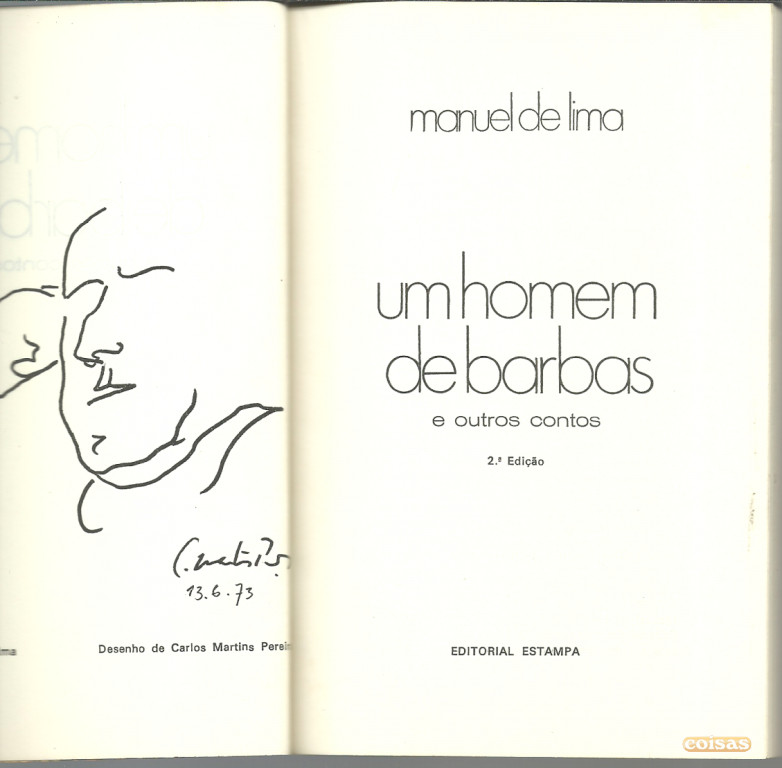 13.6.73
Desenho de Carlos Martins
manuel de lima
um homem
de barbas
e outros contos
2.ª Edição
EDITORIAL ESTAMPA
coisas